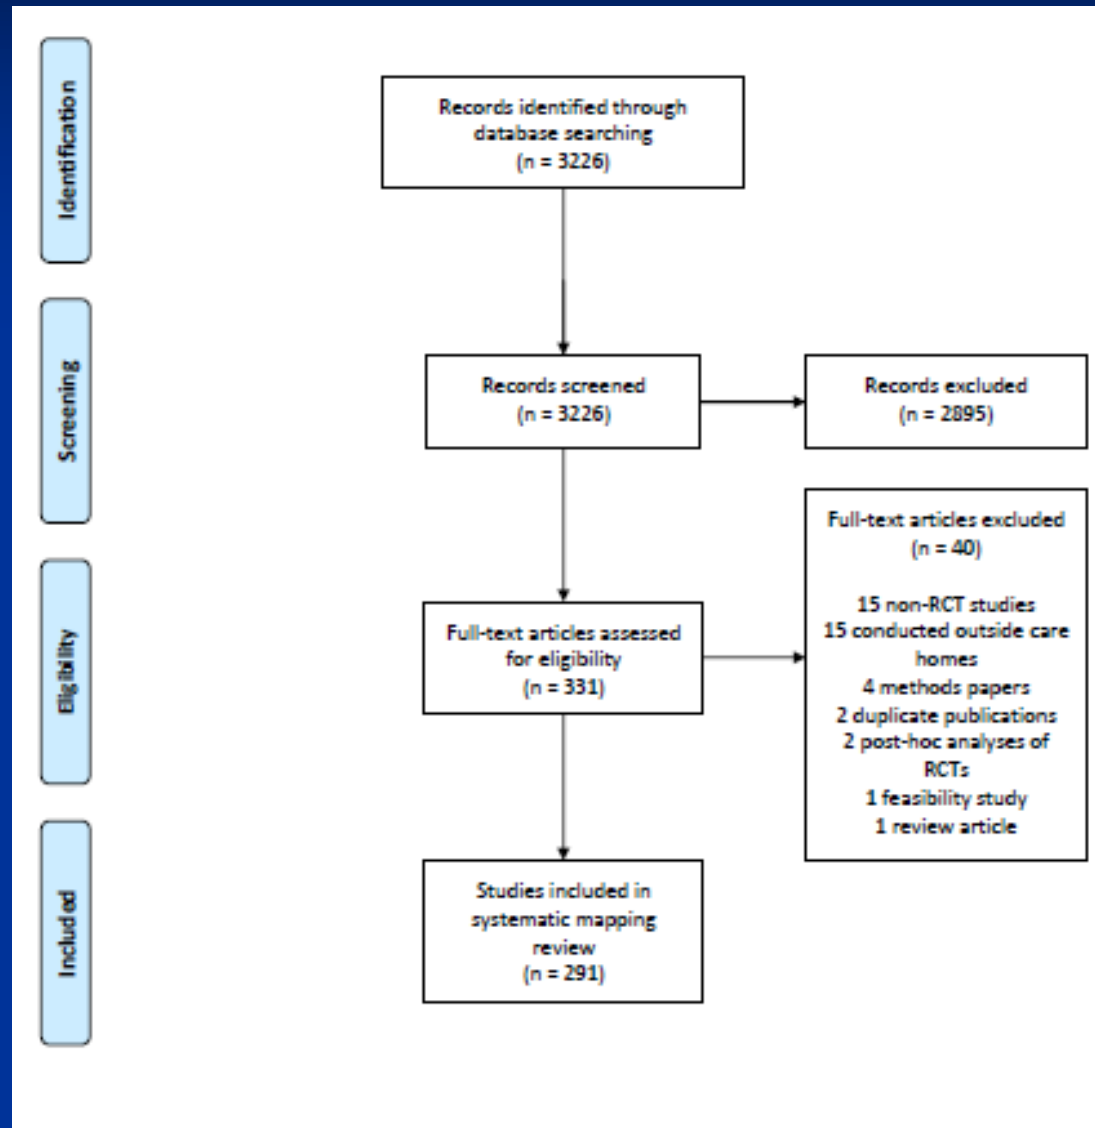 Identification
Records identified through
database searching
(n = 3226)
Screening
Records screened
(n = 3226)
Records excluded
(n = 2895)
Eligibility
Full-text articles assessed
for eligibility
(n = 331)
Full-text articles excluded
(n = 40)
15 non-RCT studies
15 conducted outside care
homes
4 methods papers
2 duplicate publications
2 post-hoc analyses of
RCTs
1 feasibility study
1 review article
Included
Studies included in
systematic mapping
review
(n = 291)